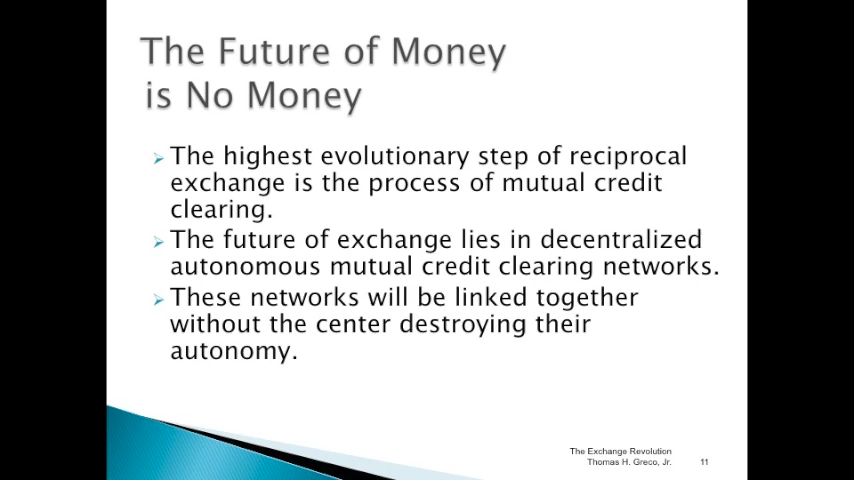 The Future of Money
is No Money
The highest evolutionary step of reciprocal
exchange is the process of mutual credit
clearing.
The future of exchange lies in decentralized
autonomous mutual credit clearing networks.
These networks will be linked together
without the center destroying their
autonomy.
The Exchange Revolution
Thomas H. Greco, Jr.
11